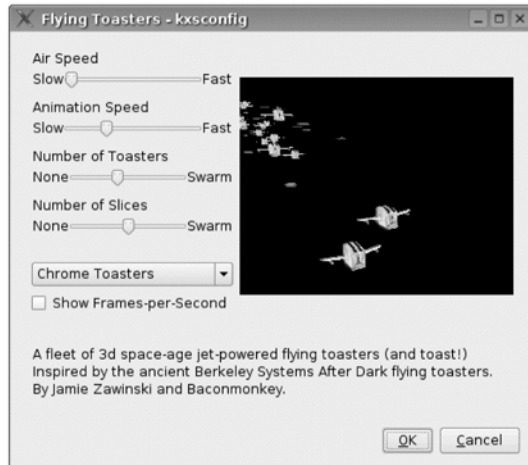 Flying Toasters - kxsconfig
Air Speed
Slow Fast
Animation Speed
Slow Fast
Number of Toasters
None Swarm
Number of Slices
None Swarm
Chrome Toasters
Show Frames-per-Second
A fleet of 3d space-age jet-powered flying toasters (and toast!)
Inspired by the ancient Berkeley Systems After Dark flying toasters.
By Jamie Zawinski and Baconmonkey.
OK Cancel